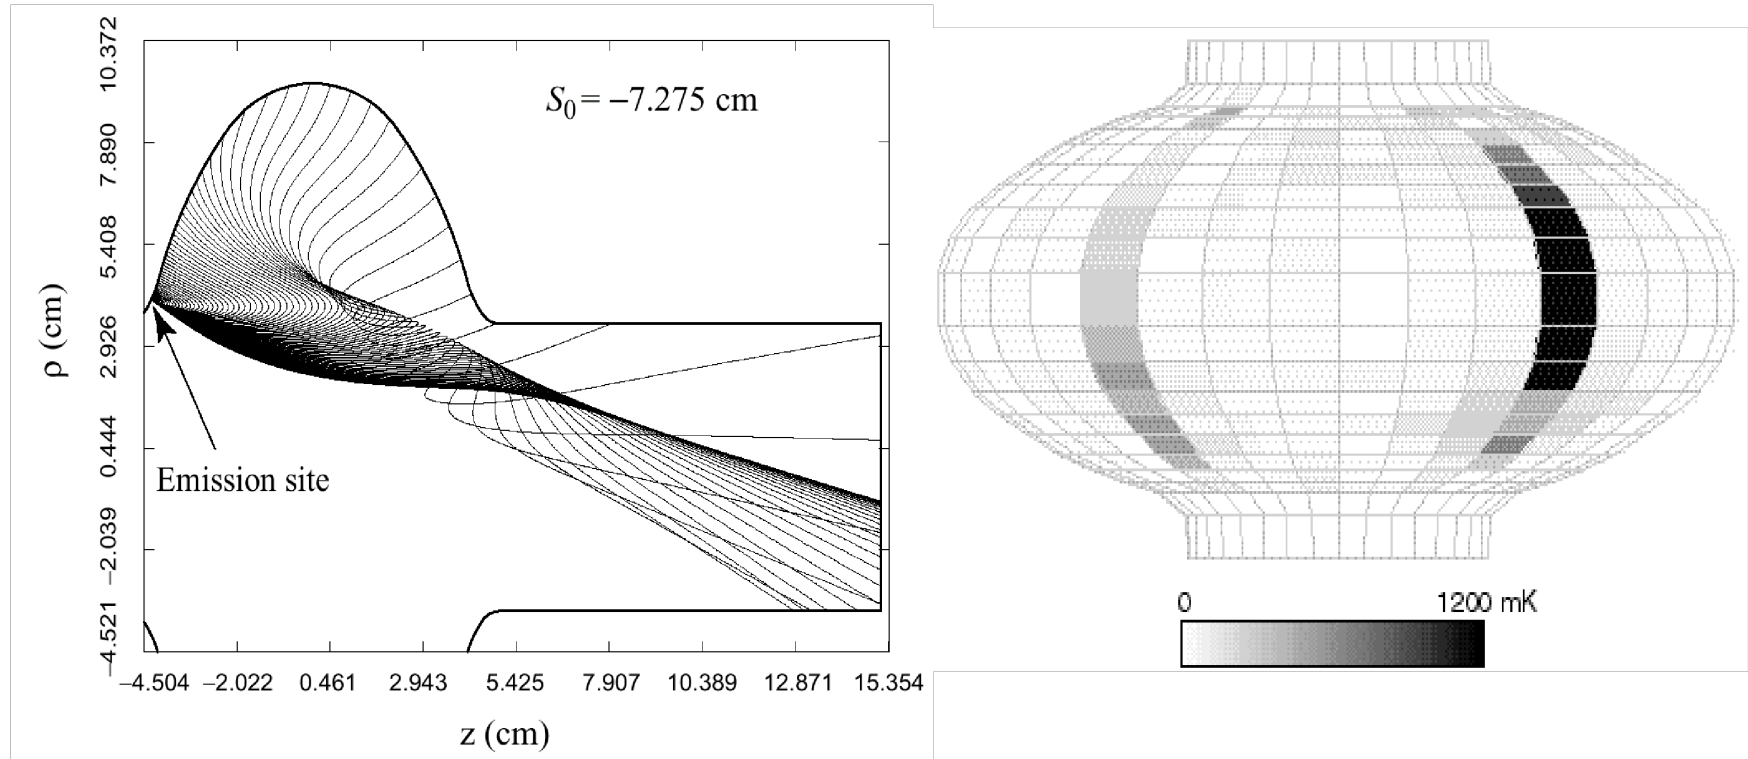 10.372
7.890
5.408
2.926
0.444
−2.039
−4.521
ρ (cm)
S0 = −7.275 cm
Emission site
−4.504 −2.022 0.461 2.943 5.425 7.907 10.389 12.871 15.354
z (cm)
0 1200 mK